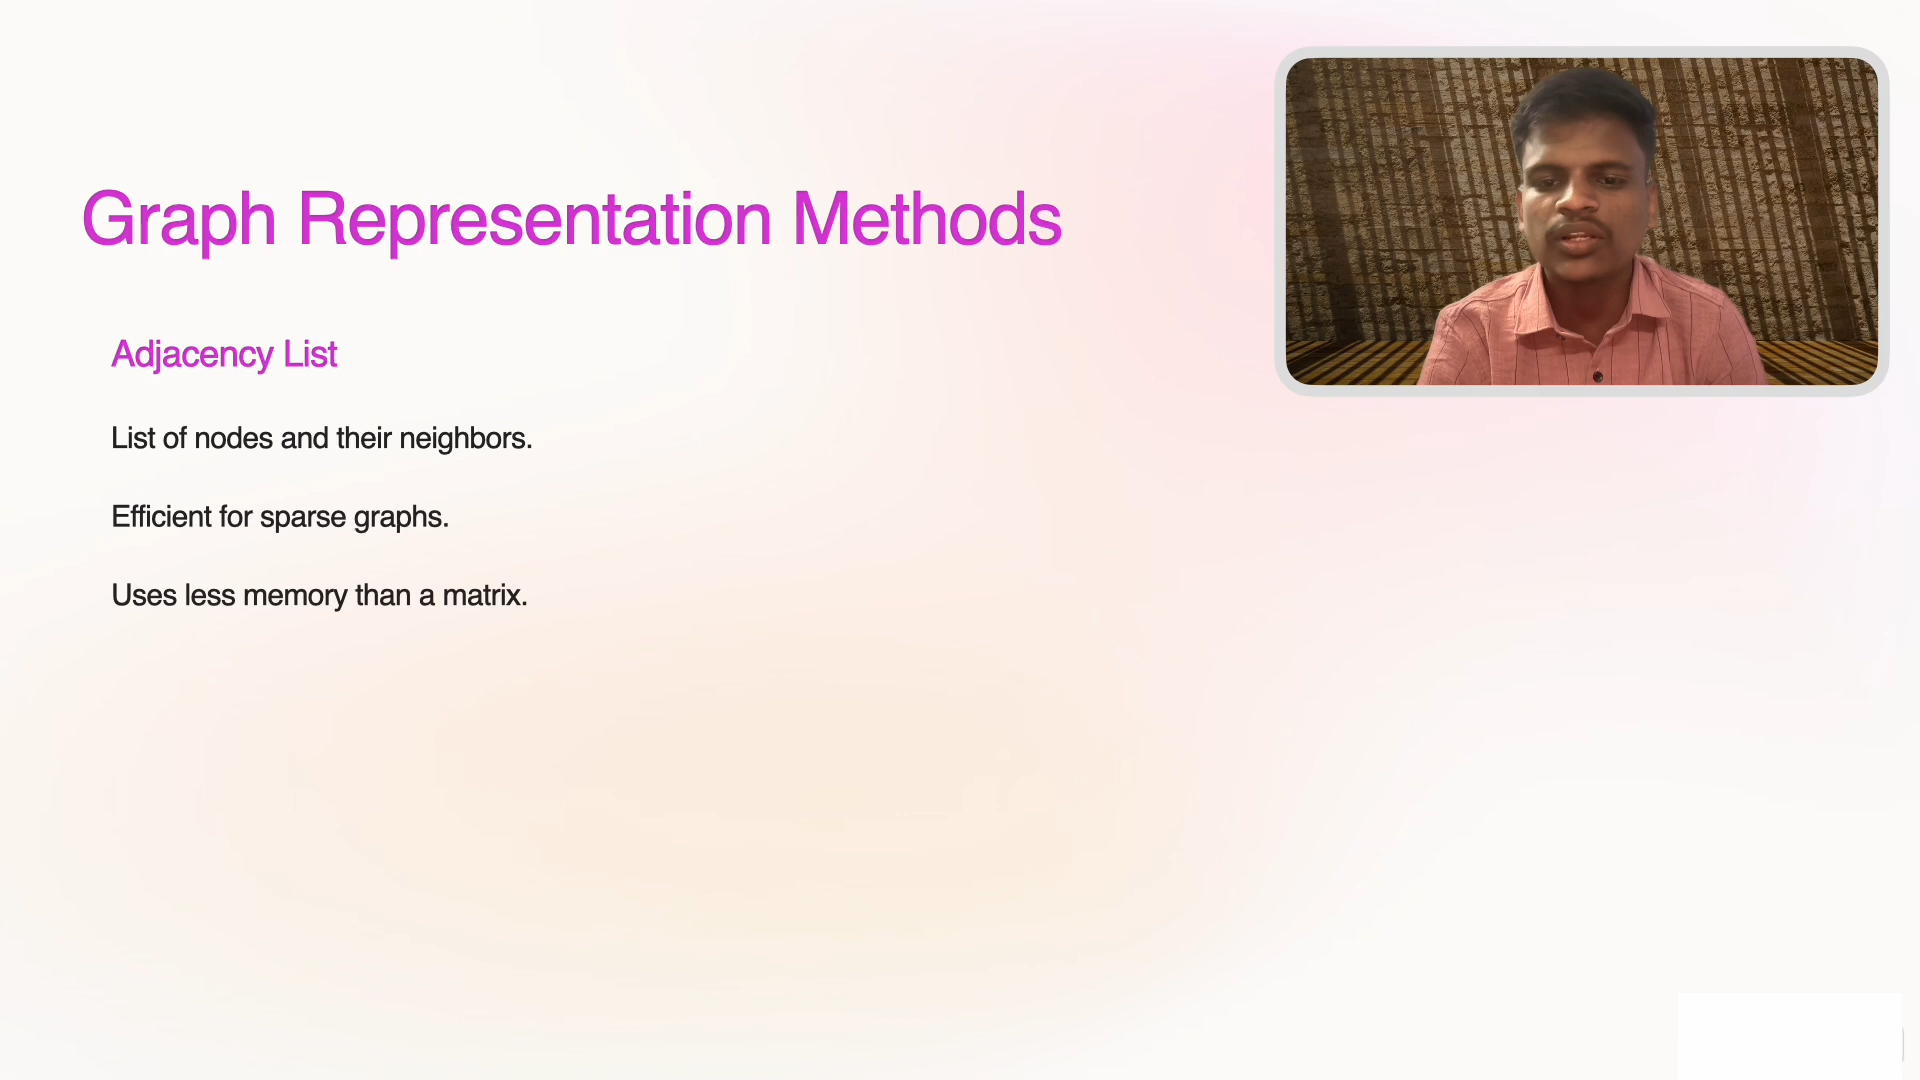 Graph Representation Methods
Adjacency List
List of nodes and their neighbors.
Efficient for sparse graphs.
Uses less memory than a matrix.